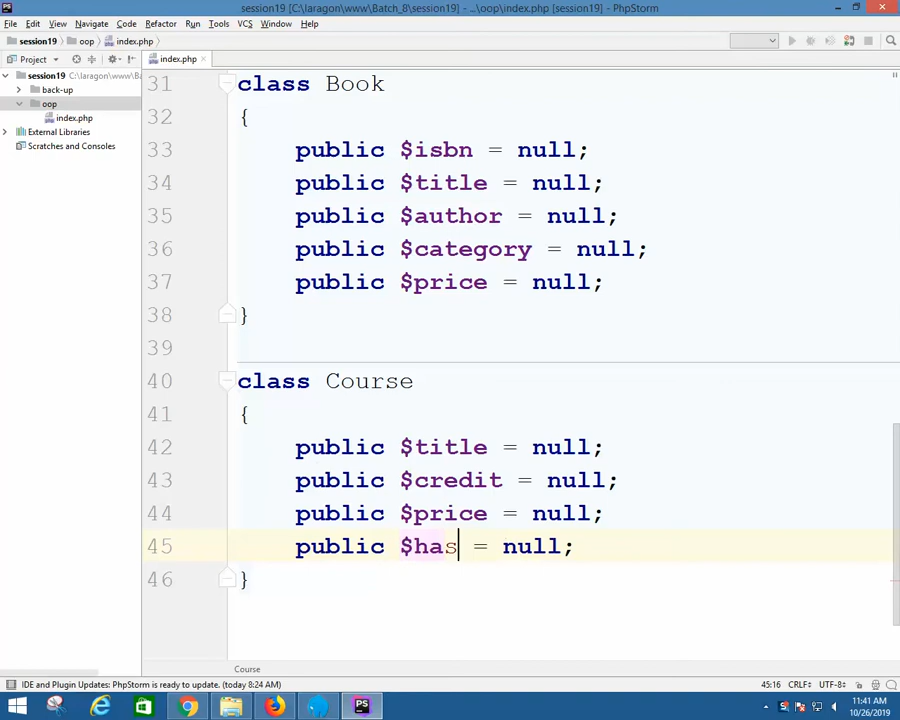 session19 [C:\laragon\www\Batch_8\session19] - ...\oop\index.php [session19] - PhpStorm
File Edit View Navigate Code Refactor Run Tools VCS Window Help
session19 oop index.php
Project index.php
session19 C:\laragon\www\Ba
back-up
oop
index.php
External Libraries
Scratches and Consoles
31 class Book
32 {
33 public $isbn = null;
34 public $title = null;
35 public $author = null;
36 public $category = null;
37 public $price = null;
38 }
39
40 class Course
41 {
42 public $title = null;
43 public $credit = null;
44 public $price = null;
45 public $has = null;
46 }
Course
IDE and Plugin Updates: PhpStorm is ready to update. (today 8:24 AM) 45:16 CRLF UTF-8
PS
11:41 AM
10/26/2019